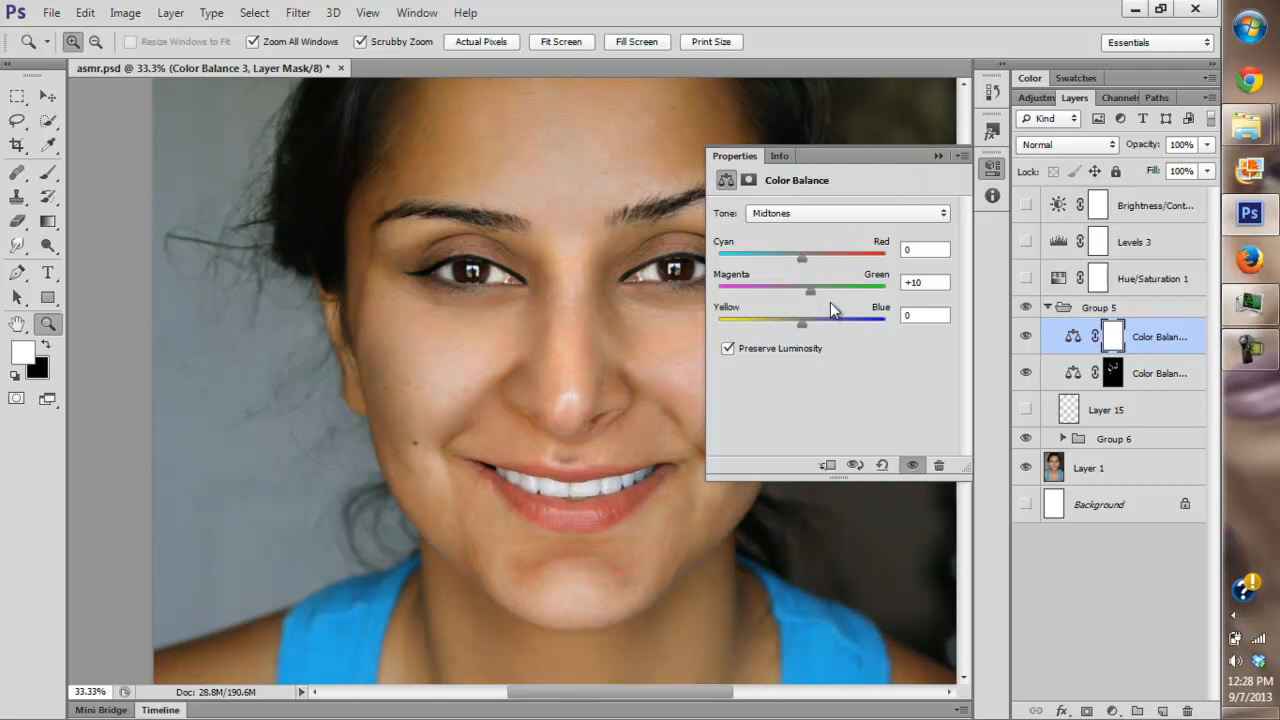 Ps File Edit Image Layer Type Select Filter 3D View Window Help
Resize Windows to Fit Zoom All Windows Scrubby Zoom Actual Pixels Fit Screen Fill Screen Print Size Essentials
asmr.psd @ 33.3% (Color Balance 3, Layer Mask/8) * ×
Color Swatches
Adjustm Layers Channels Paths
Kind
Normal Opacity: 100%
Lock: Fill: 100%
Brightness/Cont...
Levels 3
Hue/Saturation 1
Group 5
Color Balan...
Color Balan...
Layer 15
Group 6
Layer 1
Background
Properties Info
Color Balance
Tone: Midtones
Cyan Red 0
Magenta Green +10
Yellow Blue 0
Preserve Luminosity
33.33% Doc: 28.8M/190.6M
Mini Bridge Timeline
Ps
12:28 PM
9/7/2013